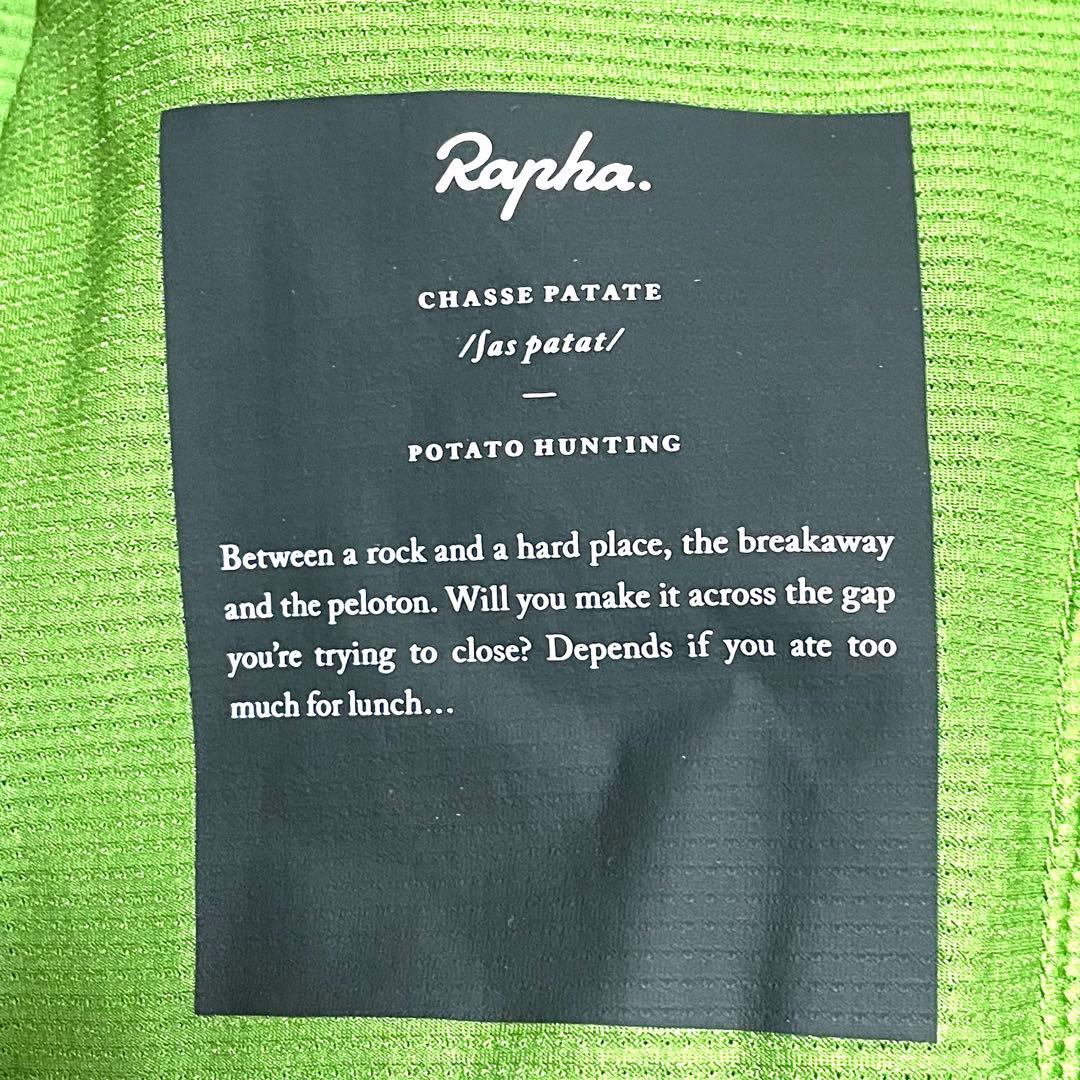 Rapha.
CHASSE PATATE
/ʃas patat/
—
POTATO HUNTING
Between a rock and a hard place, the breakaway
and the peloton. Will you make it across the gap
you're trying to close? Depends if you ate too
much for lunch...